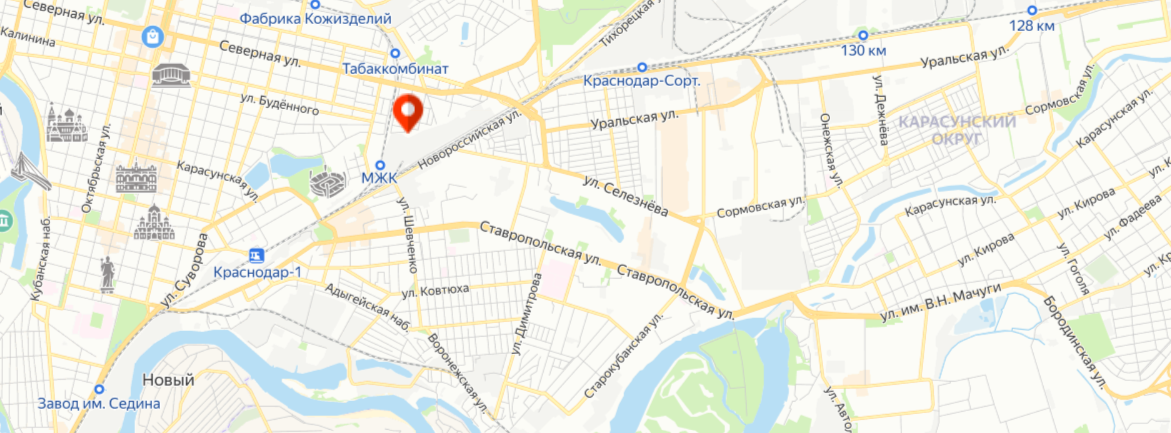 Северная ул.
Фабрика Кожизделий
Тихорецкая ул.
128 км
Калинина
Северная ул.
130 км
Уральская ул.
Табаккомбинат
Краснодар-Сорт.
ул. Будённого
Уральская ул.
ул. Дежнёва
Сормовская ул.
Карасунская ул.
Онежская ул.
КАРАСУНСКИЙ
ОКРУГ
Новороссийская ул.
Октябрьская ул.
Карасунская ул.
МЖК
ул. Селезнёва
Сормовская ул.
Карасунская ул.
ул. Кирова
ул. Фадеева
ул. Шевченко
Ставропольская ул.
ул. Кирова
Кубанская наб.
ул. Суворова
Краснодар-1
Ставропольская ул.
ул. Гоголя
Адыгейская наб.
ул. Ковтюха
ул. Димитрова
ул. им. В.Н. Мачуги
Бородинская ул.
Воронежская ул.
Старокубанская ул.
Новый
Завод им. Седина